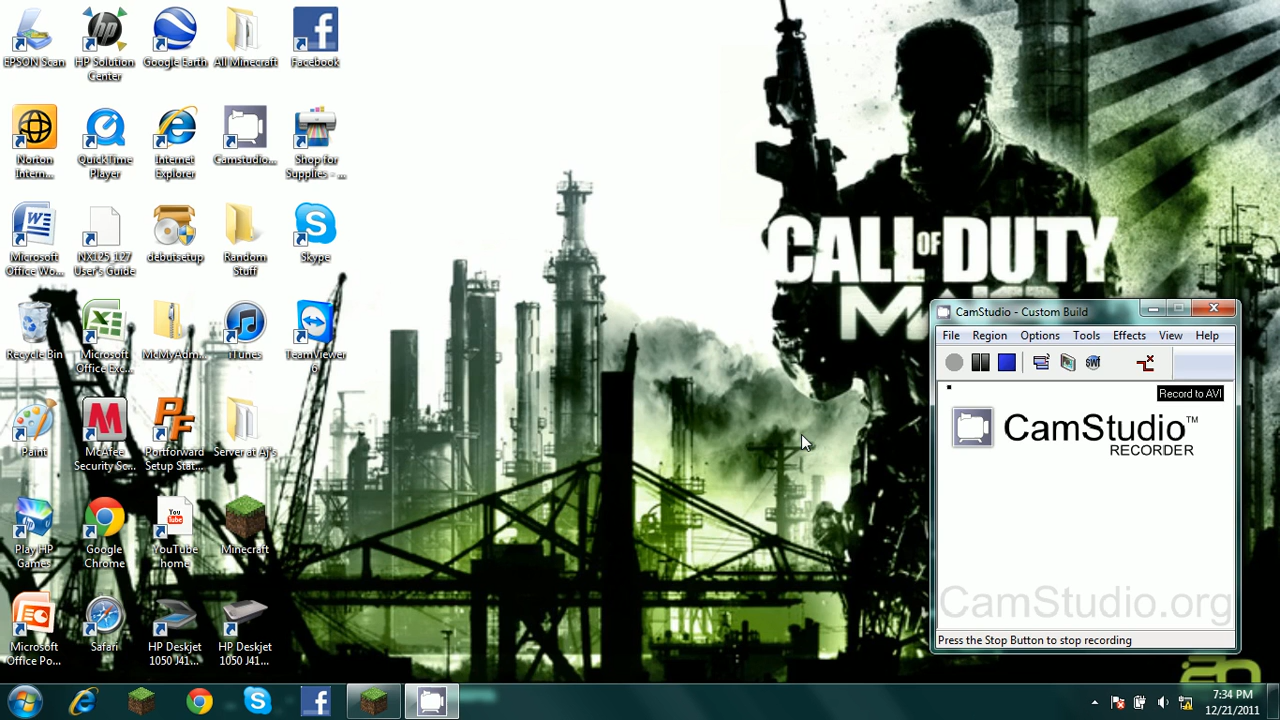 EPSON Scan
HP Solution
Center
Google Earth
All Minecraft
Facebook
Norton
Intern...
QuickTime
Player
Internet
Explorer
Camstudio...
Shop for
Supplies - ...
Microsoft
Office Wo...
NX125 127
User's Guide
debutsetup
Random
Stuff
Skype
Recycle Bin
Microsoft
Office Exc...
McMyAdm...
iTunes
TeamViewer
6
Paint
McAfee
Security Sc...
Portforward
Setup Stat...
Server at Aj's
Play HP
Games
Google
Chrome
You
Tube
YouTube
home
Minecraft
Microsoft
Office Po...
Safari
HP Deskjet
1050 J41...
HP Deskjet
1050 J41...
CALL OF DUTY
CamStudio - Custom Build
File Region Options Tools Effects View Help
SWF
Record to AVI
CamStudio™
RECORDER
CamStudio.org
Press the Stop Button to stop recording
7:34 PM
12/21/2011